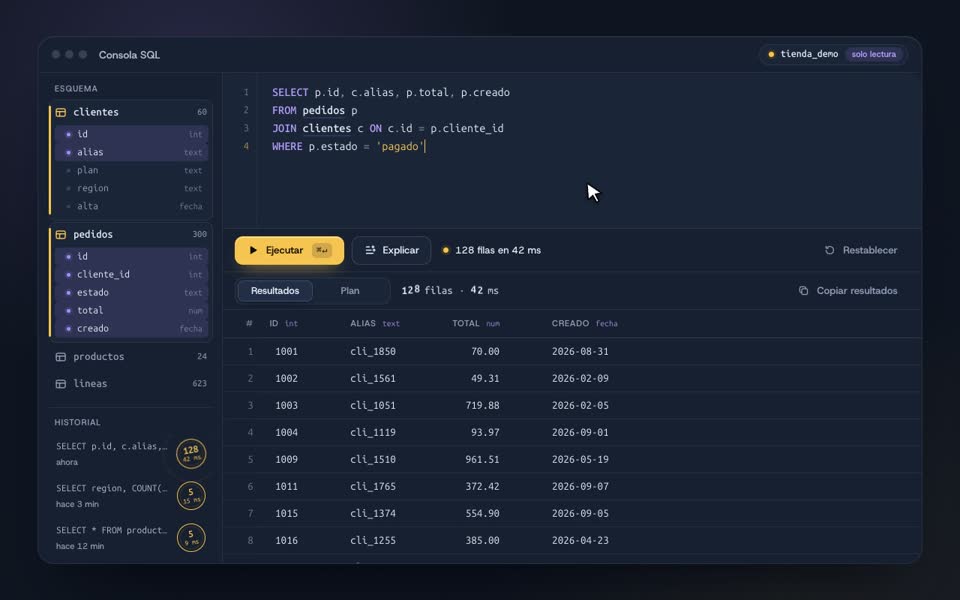 Consola SQL
tienda_demo solo lectura
ESQUEMA
clientes 60
id int
alias text
plan text
region text
alta fecha
pedidos 300
id int
cliente_id int
estado text
total num
creado fecha
productos 24
lineas 623
HISTORIAL
SELECT p.id, c.alias,…
ahora
128
42 ms
SELECT region, COUNT(…
hace 3 min
5
15 ms
SELECT * FROM product…
hace 12 min
5
9 ms
1 SELECT p.id, c.alias, p.total, p.creado
2 FROM pedidos p
3 JOIN clientes c ON c.id = p.cliente_id
4 WHERE p.estado = 'pagado'
Ejecutar ⌘↵ Explicar 128 filas en 42 ms Restablecer
Resultados Plan 128 filas · 42 ms Copiar resultados
# ID int ALIAS text TOTAL num CREADO fecha
1 1001 cli_1850 70.00 2026-08-31
2 1002 cli_1561 49.31 2026-02-09
3 1003 cli_1051 719.88 2026-02-05
4 1004 cli_1119 93.97 2026-09-01
5 1009 cli_1510 961.51 2026-05-19
6 1011 cli_1765 372.42 2026-09-07
7 1015 cli_1374 554.90 2026-09-05
8 1016 cli_1255 385.00 2026-04-23